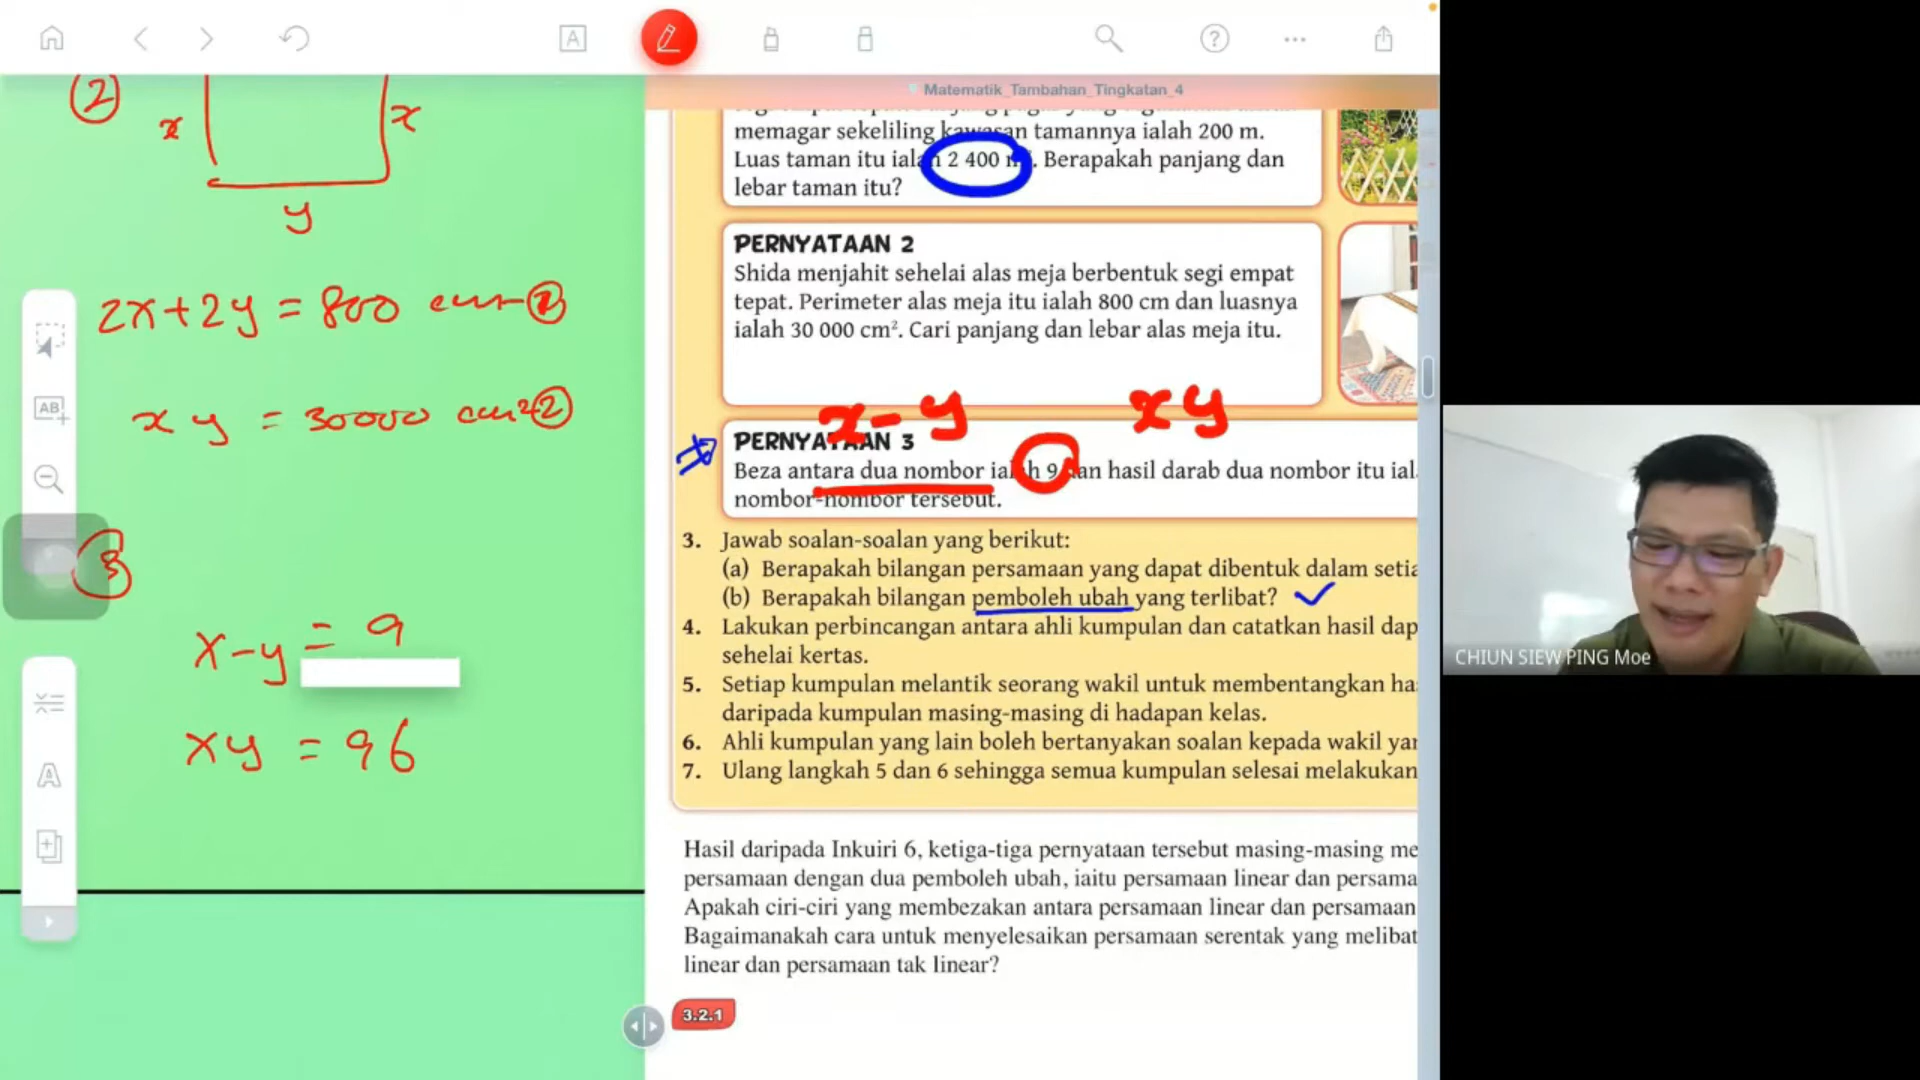 Matematik_Tambahan_Tingkatan_4
2
x
x
y
2x+2y = 800 cm ①
xy = 30000 cm² ②
3
x-y = 9
xy = 96
memagar sekeliling kawasan tamannya ialah 200 m.
Luas taman itu ialah 2 400 m². Berapakah panjang dan
lebar taman itu?
PERNYATAAN 2
Shida menjahit sehelai alas meja berbentuk segi empat
tepat. Perimeter alas meja itu ialah 800 cm dan luasnya
ialah 30 000 cm². Cari panjang dan lebar alas meja itu.
x-y
xy
PERNYATAAN 3
Beza antara dua nombor ialah 9 dan hasil darab dua nombor itu ial
nombor-nombor tersebut.
3. Jawab soalan-soalan yang berikut:
(a) Berapakah bilangan persamaan yang dapat dibentuk dalam setia
(b) Berapakah bilangan pemboleh ubah yang terlibat?
4. Lakukan perbincangan antara ahli kumpulan dan catatkan hasil dap
sehelai kertas.
5. Setiap kumpulan melantik seorang wakil untuk membentangkan ha
daripada kumpulan masing-masing di hadapan kelas.
6. Ahli kumpulan yang lain boleh bertanyakan soalan kepada wakil yan
7. Ulang langkah 5 dan 6 sehingga semua kumpulan selesai melakukan
Hasil daripada Inkuiri 6, ketiga-tiga pernyataan tersebut masing-masing me
persamaan dengan dua pemboleh ubah, iaitu persamaan linear dan persama
Apakah ciri-ciri yang membezakan antara persamaan linear dan persamaan
Bagaimanakah cara untuk menyelesaikan persamaan serentak yang melibat
linear dan persamaan tak linear?
3.2.1
CHIUN SIEW PING Moe